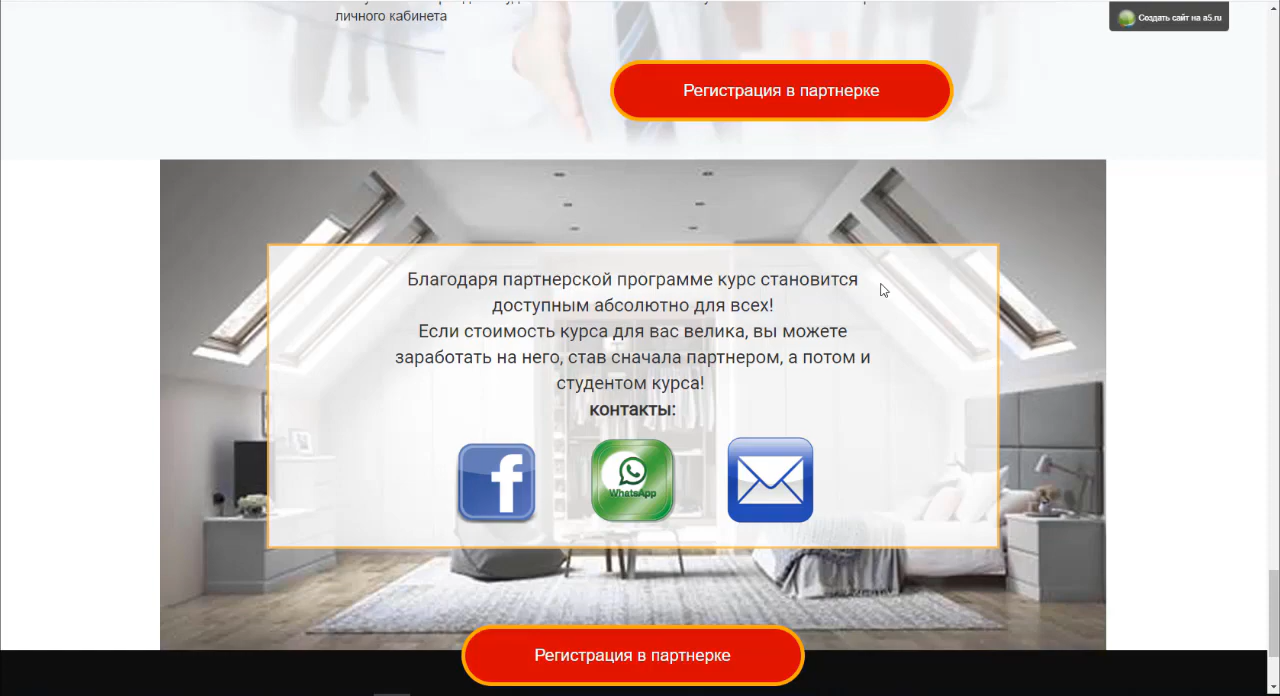 личного кабинета
Создать сайт на a5.ru
Регистрация в партнерке
Благодаря партнерской программе курс становится
доступным абсолютно для всех!
Если стоимость курса для вас велика, вы можете
заработать на него, став сначала партнером, а потом и
студентом курса!
контакты:
WhatsApp
Регистрация в партнерке